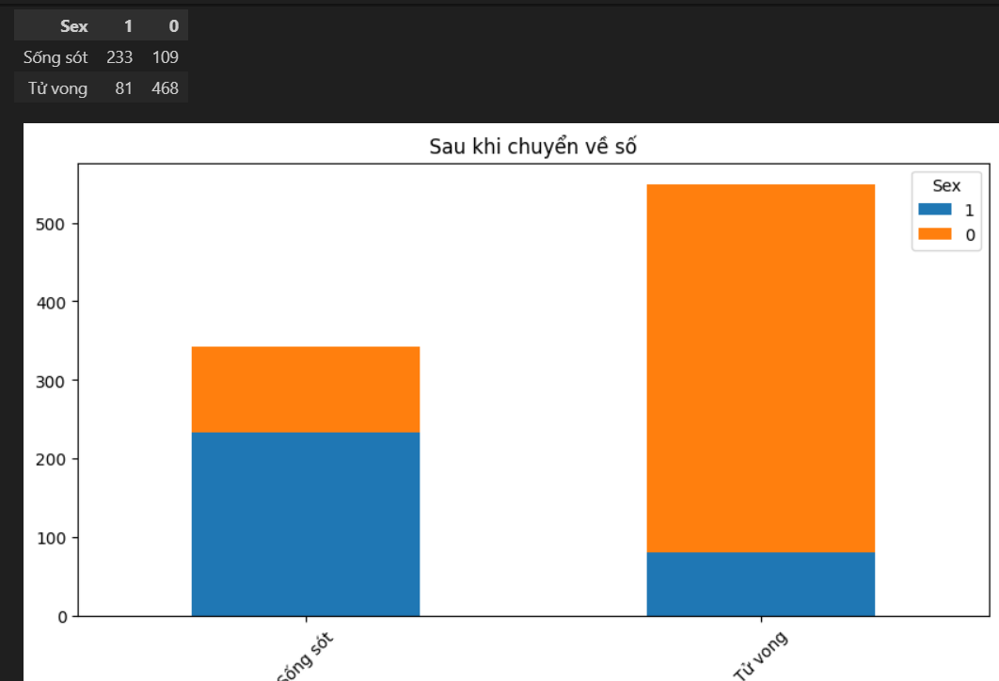 Sex 1 0
Sống sót 233 109
Tử vong 81 468
Sau khi chuyển về số
Sex
1
0
500
400
300
200
100
0
Sống sót
Tử vong